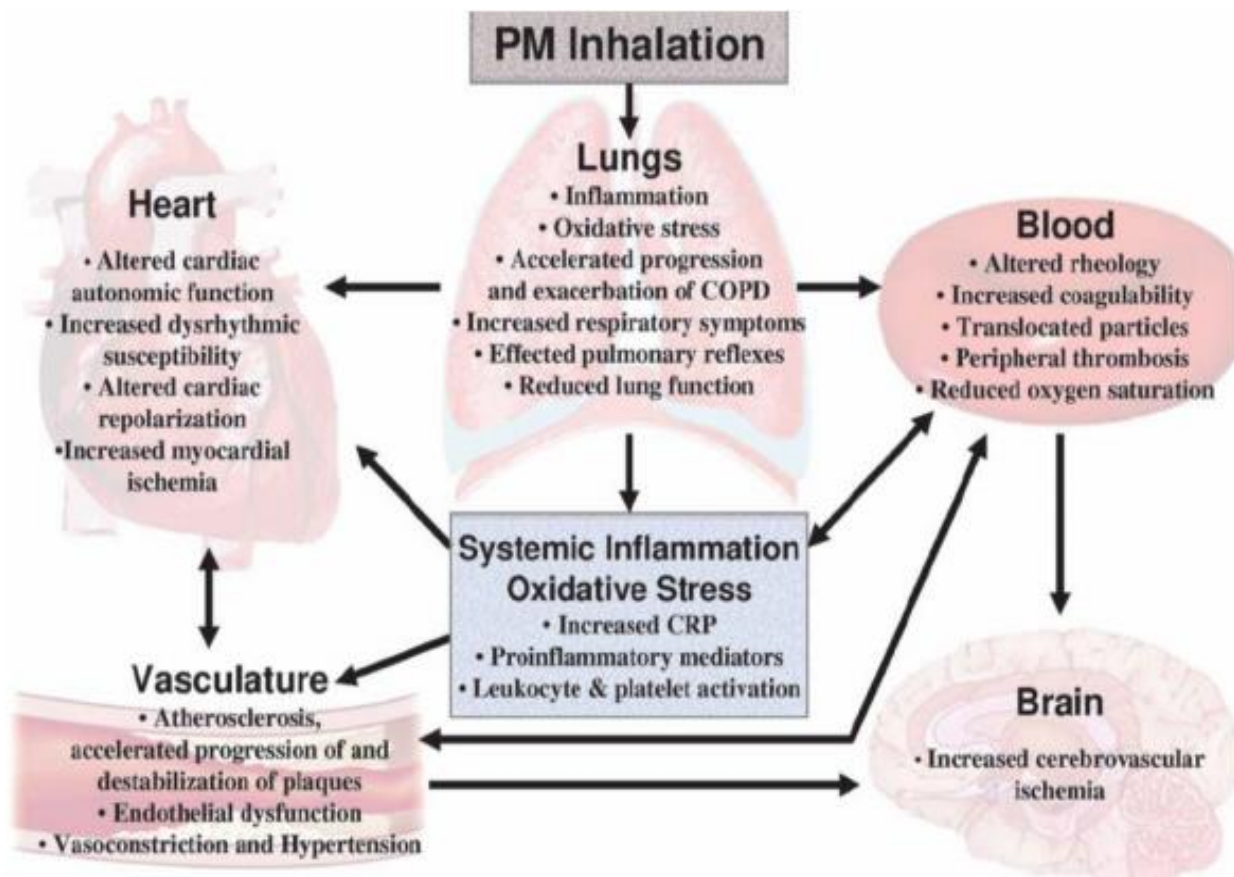 PM Inhalation
Lungs
• Inflammation
• Oxidative stress
• Accelerated progression
and exacerbation of COPD
• Increased respiratory symptoms
• Effected pulmonary reflexes
• Reduced lung function
Heart
• Altered cardiac
autonomic function
• Increased dysrhythmic
susceptibility
• Altered cardiac
repolarization
•Increased myocardial
ischemia
Blood
• Altered rheology
• Increased coagulability
• Translocated particles
• Peripheral thrombosis
• Reduced oxygen saturation
Systemic Inflammation
Oxidative Stress
• Increased CRP
• Proinflammatory mediators
• Leukocyte & platelet activation
Vasculature
• Atherosclerosis,
accelerated progression of and
destabilization of plaques
• Endothelial dysfunction
• Vasoconstriction and Hypertension
Brain
• Increased cerebrovascular
ischemia